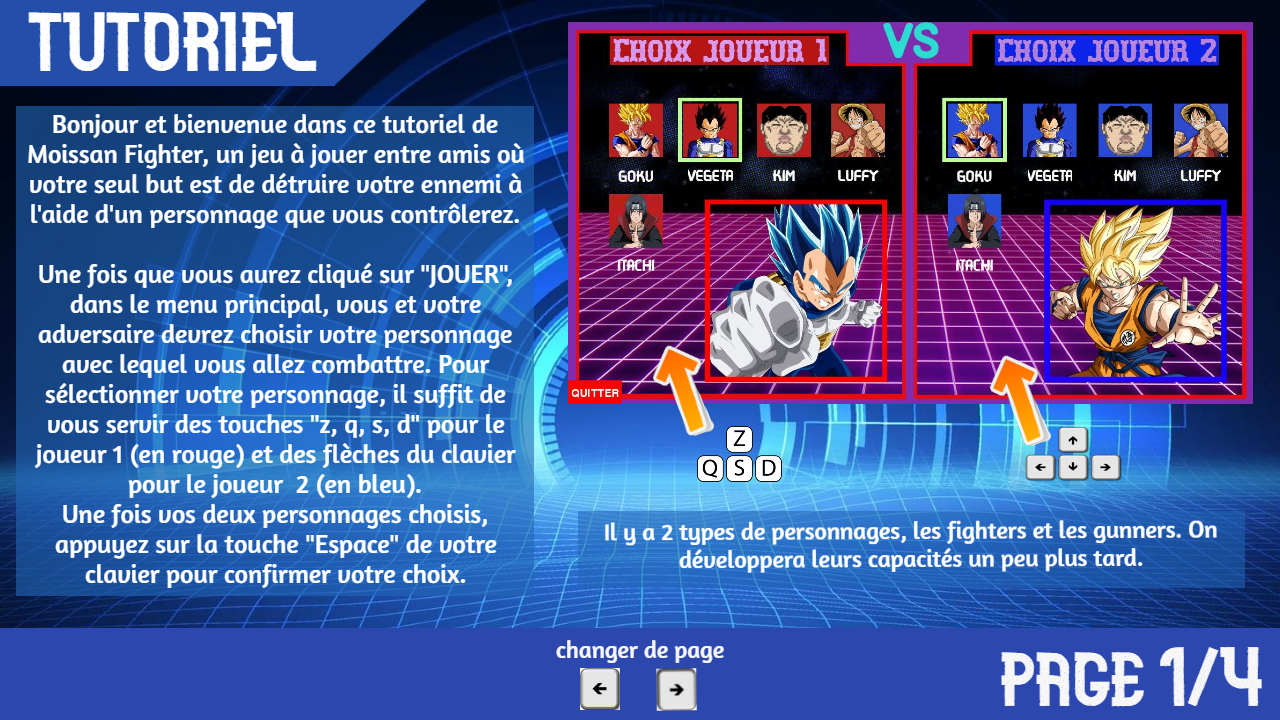 TUTORIEL
Bonjour et bienvenue dans ce tutoriel de
Moissan Fighter, un jeu à jouer entre amis où
votre seul but est de détruire votre ennemi à
l'aide d'un personnage que vous contrôlerez.
Une fois que vous aurez cliqué sur "JOUER",
dans le menu principal, vous et votre
adversaire devrez choisir votre personnage
avec lequel vous allez combattre. Pour
sélectionner votre personnage, il suffit de
vous servir des touches "z, q, s, d" pour le
joueur 1 (en rouge) et des flèches du clavier
pour le joueur 2 (en bleu).
Une fois vos deux personnages choisis,
appuyez sur la touche "Espace" de votre
clavier pour confirmer votre choix.
CHOIX JOUEUR 1
VS
CHOIX JOUEUR 2
GOKU VEGETA KIM LUFFY
ITACHI
GOKU VEGETA KIM LUFFY
ITACHI
QUITTER
Z
Q S D
↑
← ↓ →
Il y a 2 types de personnages, les fighters et les gunners. On
développera leurs capacités un peu plus tard.
changer de page
← →
PAGE 1/4